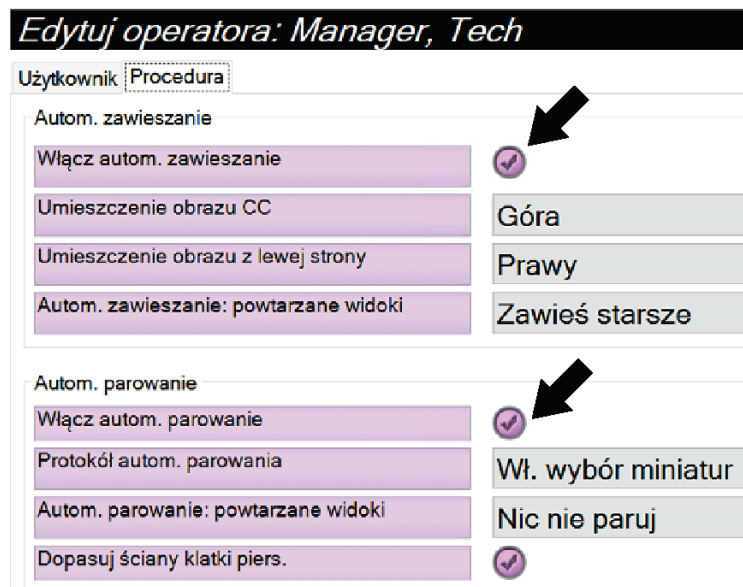 Edytuj operatora: Manager, Tech
Użytkownik Procedura
Autom. zawieszanie
Włącz autom. zawieszanie
Umieszczenie obrazu CC Góra
Umieszczenie obrazu z lewej strony Prawy
Autom. zawieszanie: powtarzane widoki Zawieś starsze
Autom. parowanie
Włącz autom. parowanie
Protokół autom. parowania Wł. wybór miniatur
Autom. parowanie: powtarzane widoki Nic nie paruj
Dopasuj ściany klatki piers.